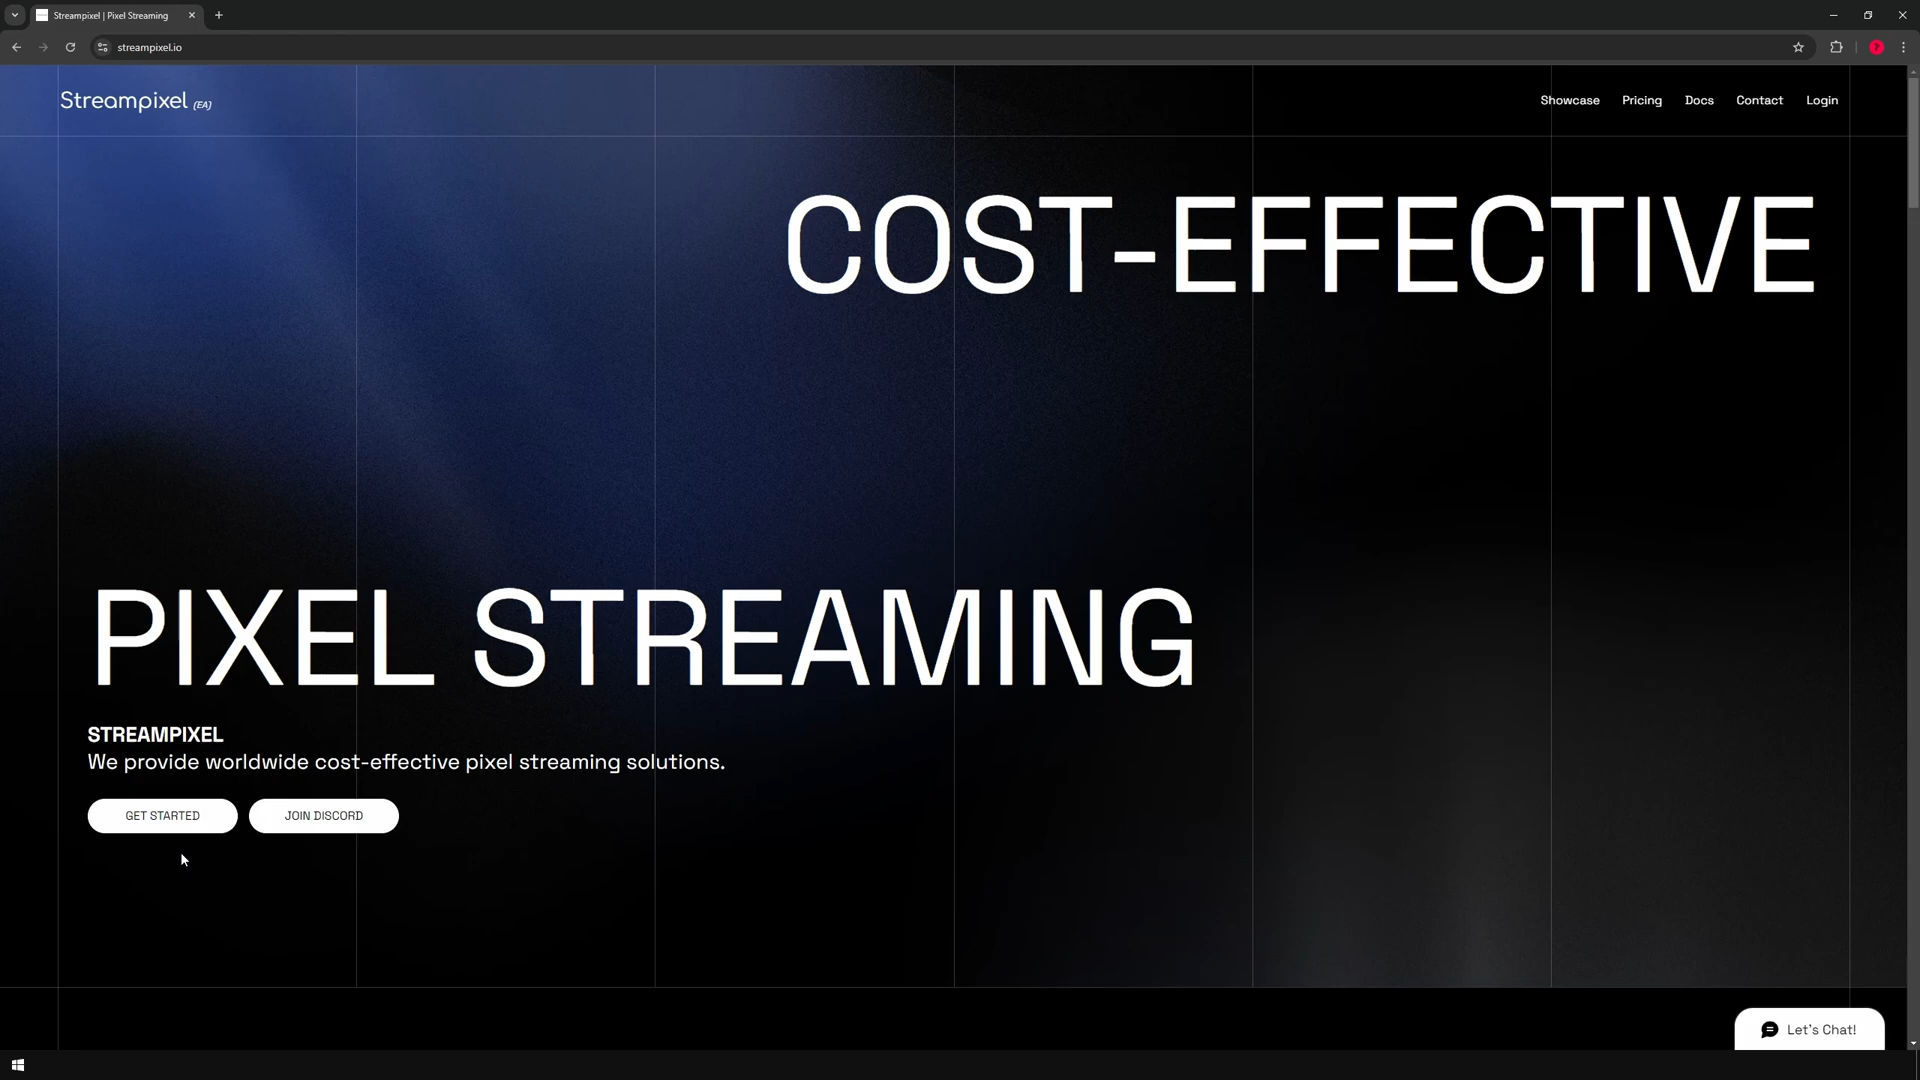 Streampixel | Pixel Streaming
streampixel.io
Streampixel (EA)
Showcase Pricing Docs Contact Login
COST-EFFECTIVE
PIXEL STREAMING
STREAMPIXEL
We provide worldwide cost-effective pixel streaming solutions.
GET STARTED JOIN DISCORD
Let's Chat!